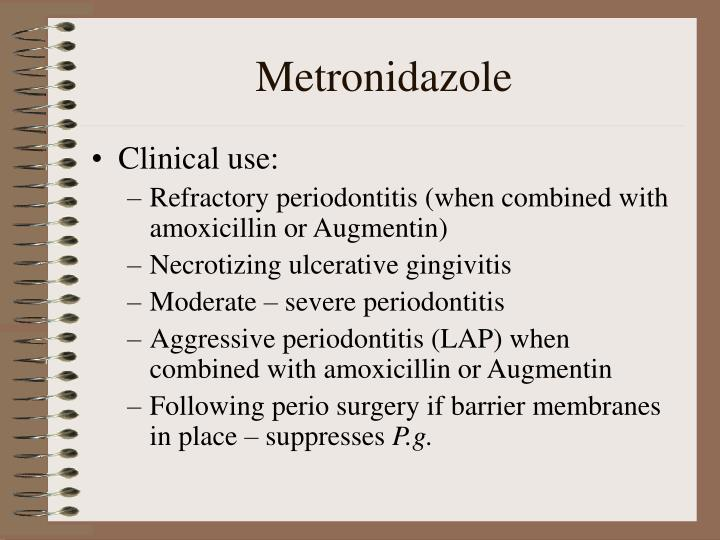 Metronidazole
• Clinical use:
– Refractory periodontitis (when combined with
amoxicillin or Augmentin)
– Necrotizing ulcerative gingivitis
– Moderate – severe periodontitis
– Aggressive periodontitis (LAP) when
combined with amoxicillin or Augmentin
– Following perio surgery if barrier membranes
in place – suppresses P.g.